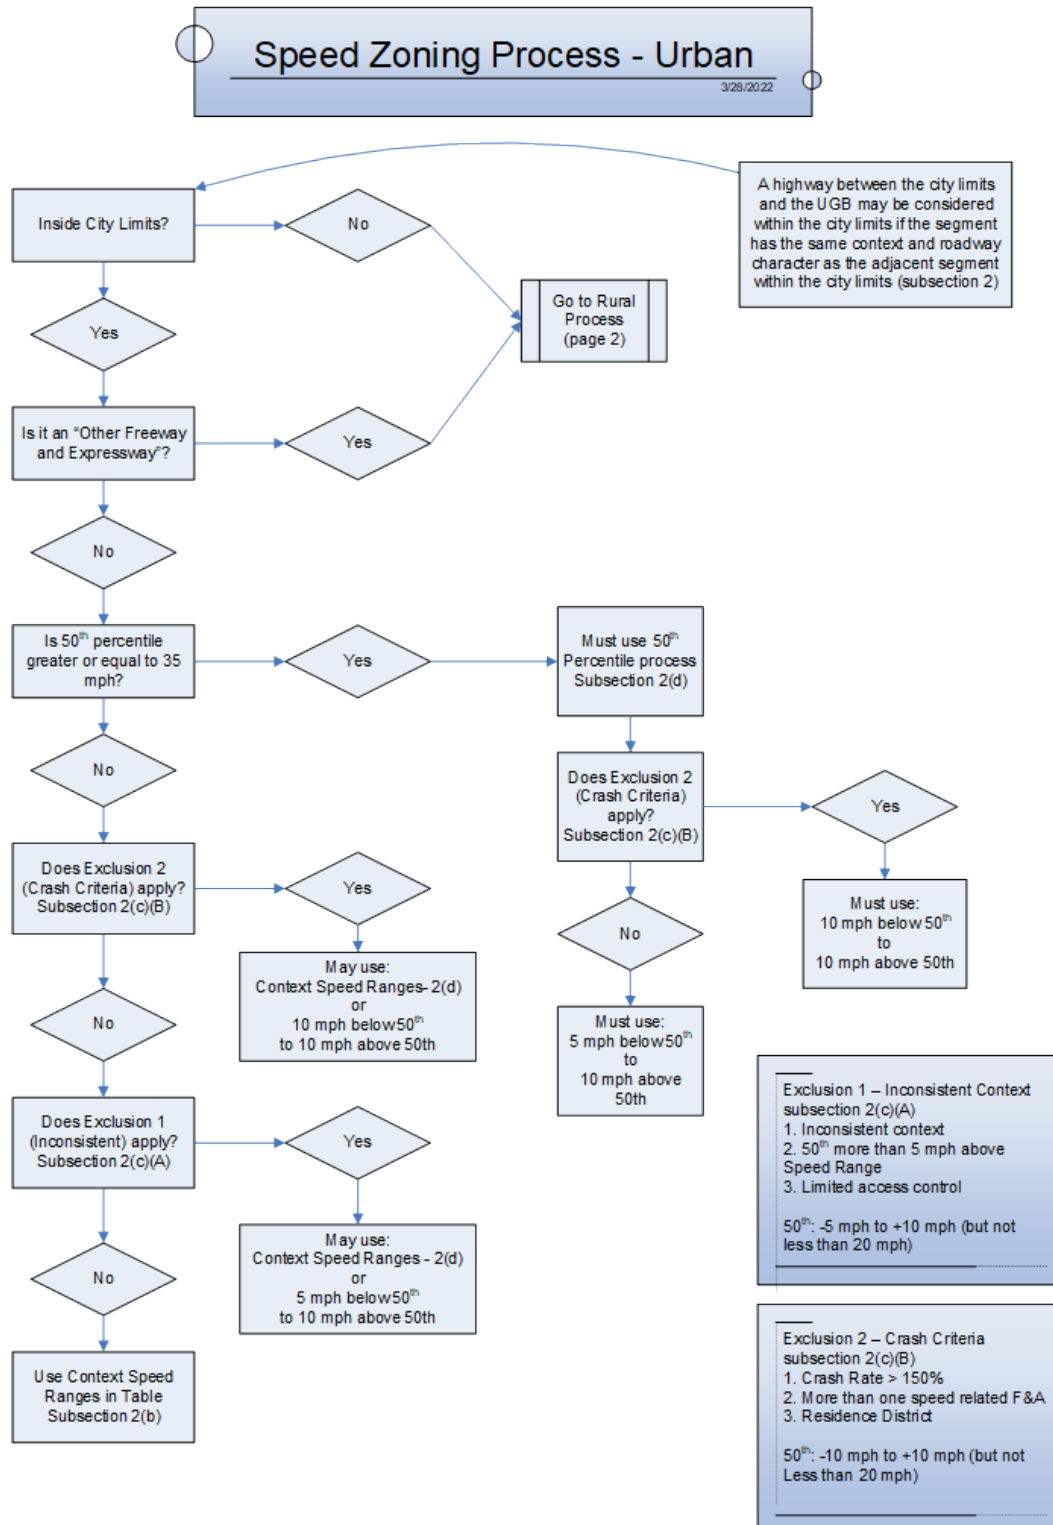 Speed Zoning Process - Urban
3/28/2022
A highway between the city limits
and the UGB may be considered
within the city limits if the segment
has the same context and roadway
character as the adjacent segment
within the city limits (subsection 2)
Inside City Limits?
No
Go to Rural
Process
(page 2)
Yes
Is it an “Other Freeway
and Expressway”?
Yes
No
Is 50th percentile
greater or equal to 35
mph?
Yes
Must use 50th
Percentile process
Subsection 2(d)
No
Does Exclusion 2
(Crash Criteria)
apply?
Subsection 2(c)(B)
Yes
Must use:
10 mph below 50th
to
10 mph above 50th
No
Must use:
5 mph below 50th
to
10 mph above
50th
Does Exclusion 2
(Crash Criteria) apply?
Subsection 2(c)(B)
Yes
May use:
Context Speed Ranges- 2(d)
or
10 mph below 50th
to 10 mph above 50th
No
Does Exclusion 1
(Inconsistent) apply?
Subsection 2(c)(A)
Yes
May use:
Context Speed Ranges - 2(d)
or
5 mph below 50th
to 10 mph above 50th
No
Use Context Speed
Ranges in Table
Subsection 2(b)
Exclusion 1 – Inconsistent Context
subsection 2(c)(A)
1. Inconsistent context
2. 50th more than 5 mph above
Speed Range
3. Limited access control
50th: -5 mph to +10 mph (but not
less than 20 mph)
Exclusion 2 – Crash Criteria
subsection 2(c)(B)
1. Crash Rate > 150%
2. More than one speed related F&A
3. Residence District
50th: -10 mph to +10 mph (but not
Less than 20 mph)